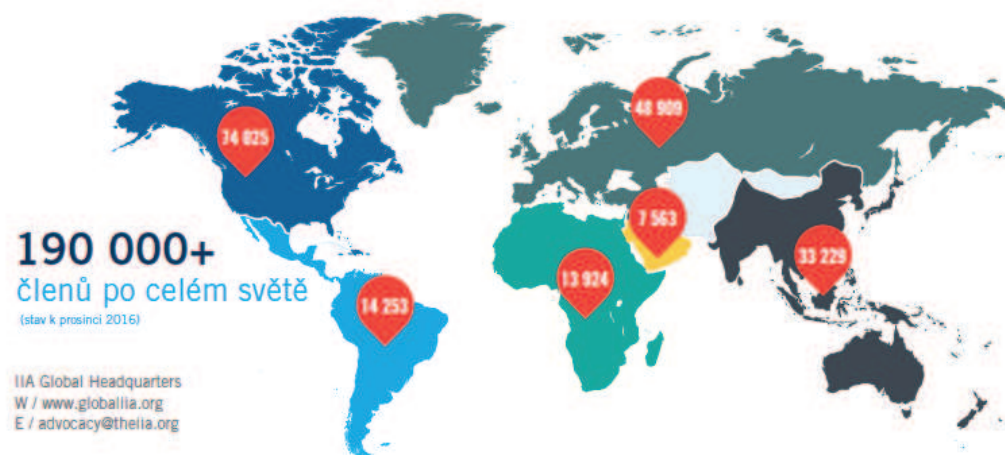 48 909
74 825
7 563
190 000+
33 229
13 924
členů po celém světě
14 253
(stav k prosinci 2016)
IIA Global Headquarters
W / www.globaliia.org
E / advocacy@theiia.org